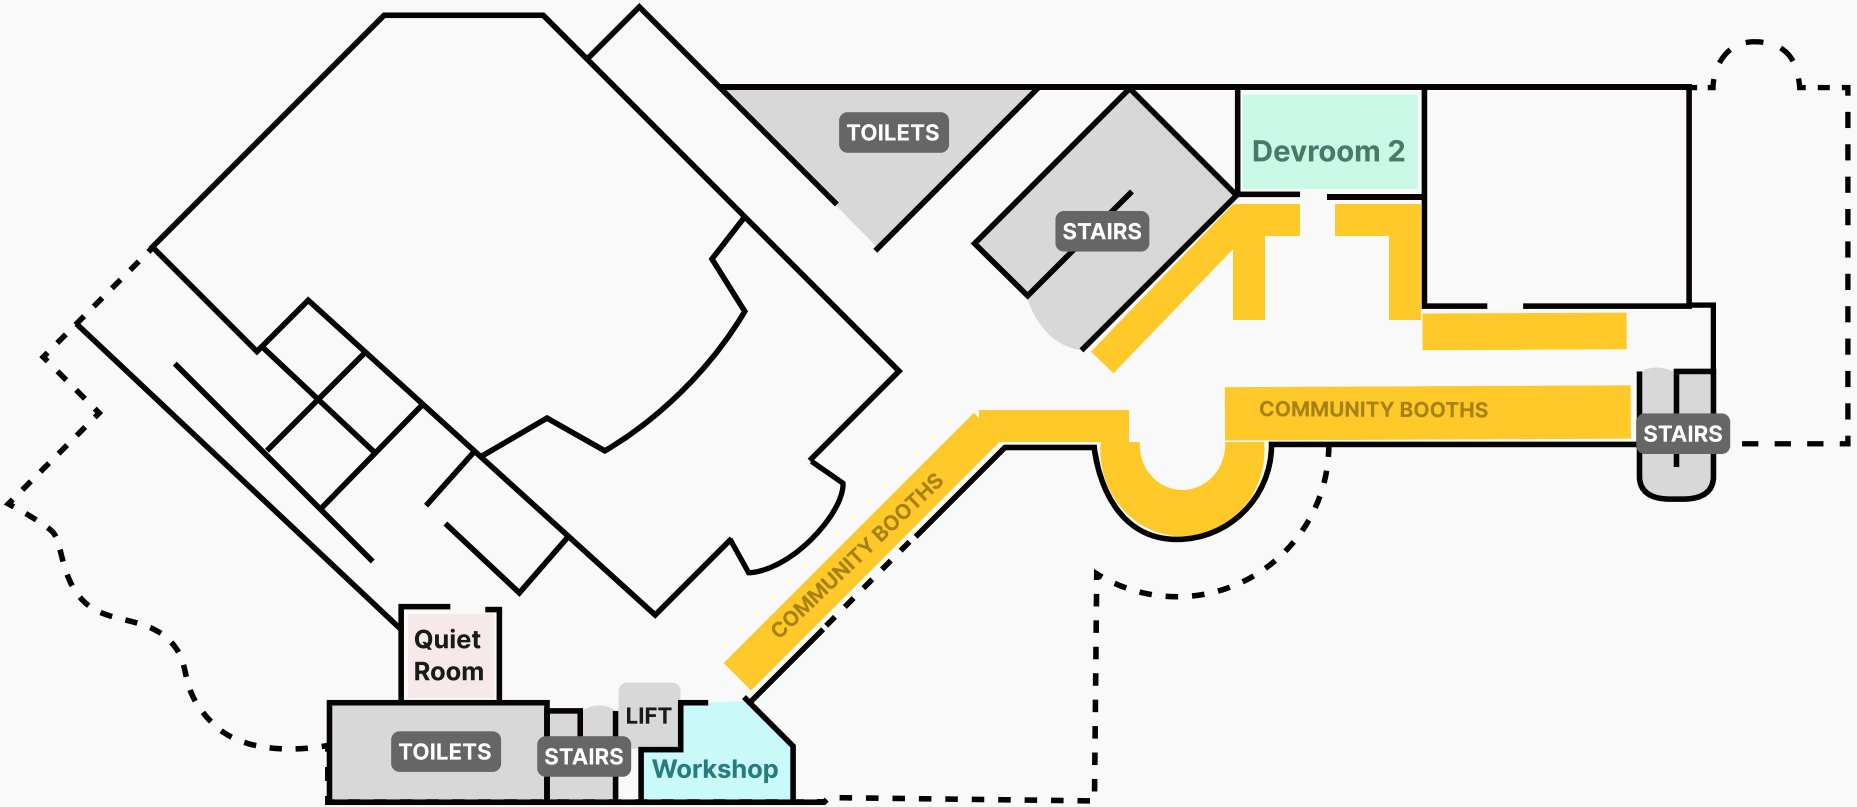 TOILETS
Devroom 2
STAIRS
COMMUNITY BOOTHS
STAIRS
COMMUNITY BOOTHS
Quiet
Room
LIFT
TOILETS
STAIRS
Workshop